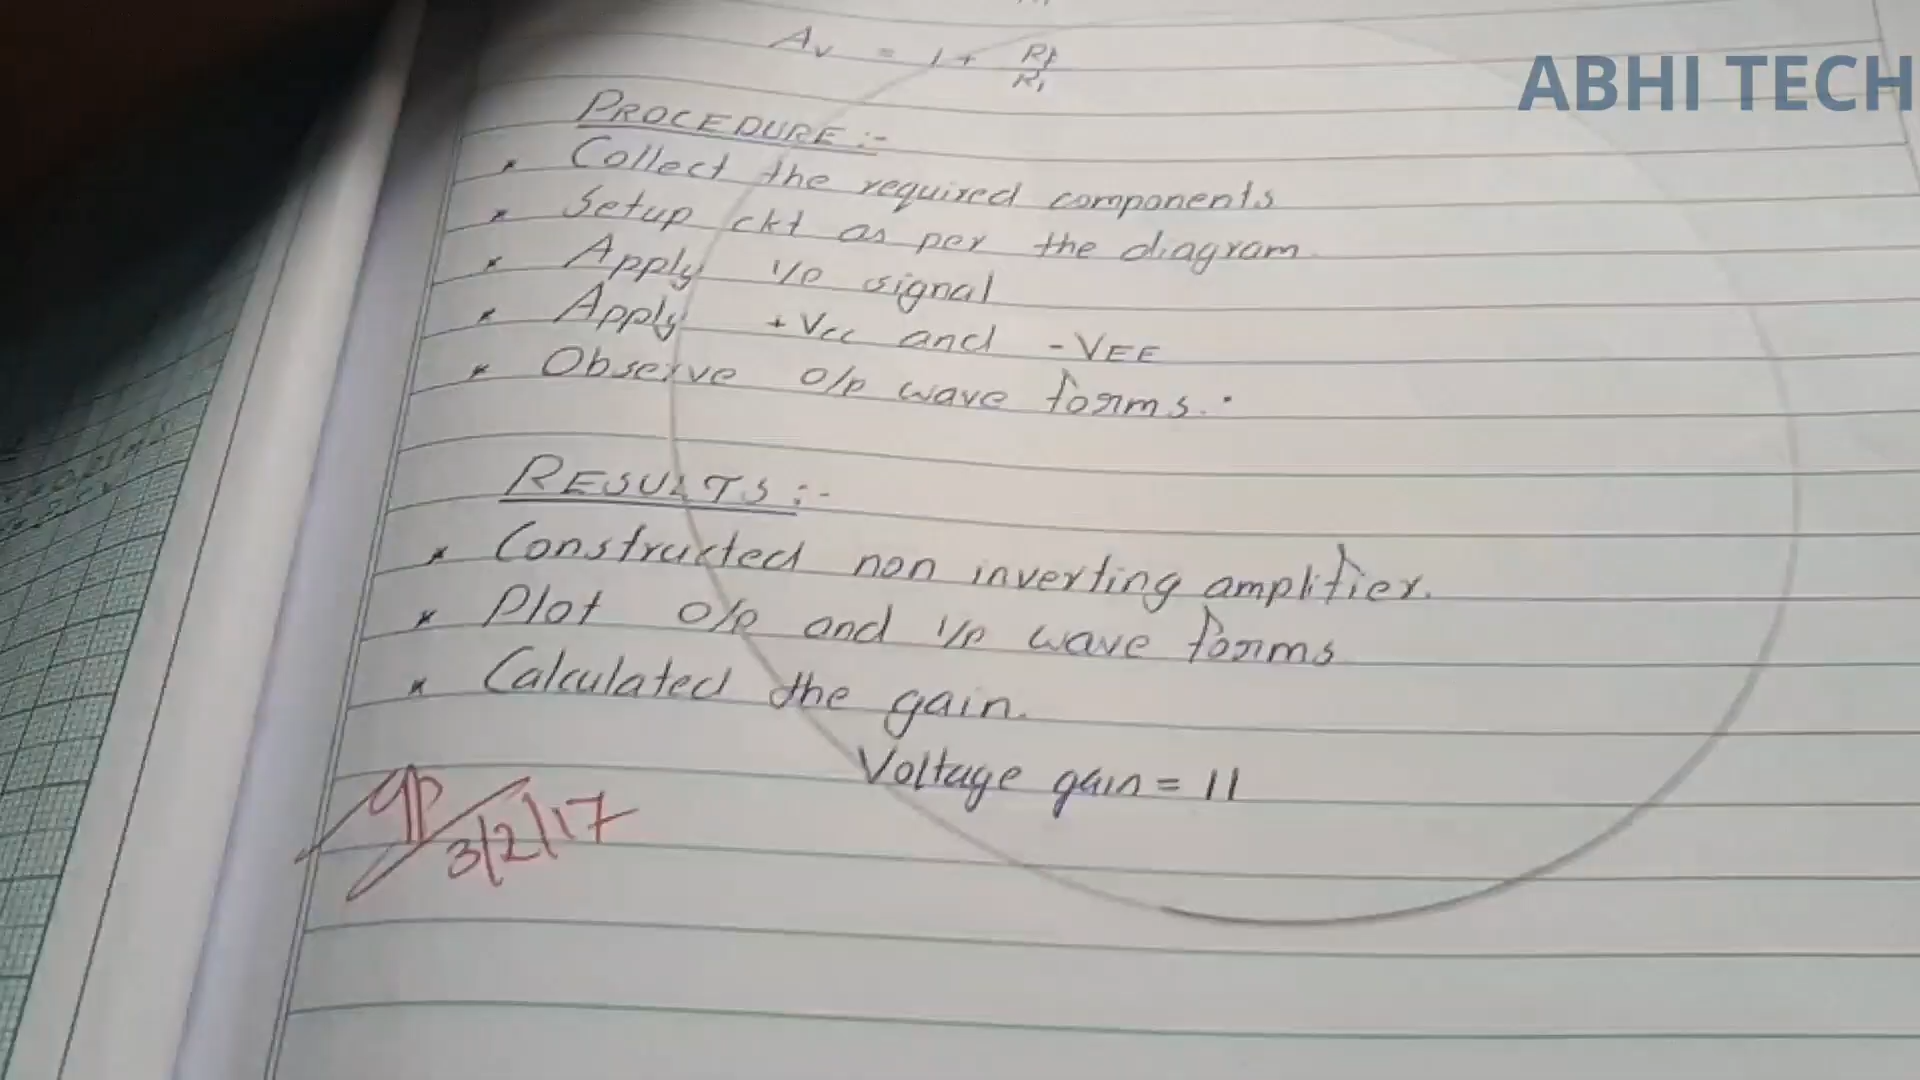 Av = 1 + Rf
R1
ABHI TECH
PROCEDURE :-
* Collect the required components
* Setup ckt as per the diagram
* Apply i/p signal
* Apply +Vcc and -VEE
* Observe o/p wave forms.
RESULTS :-
* Constructed non inverting amplifier.
* Plot o/p and i/p wave forms
* Calculated the gain.
Voltage gain = 11
3/2/17